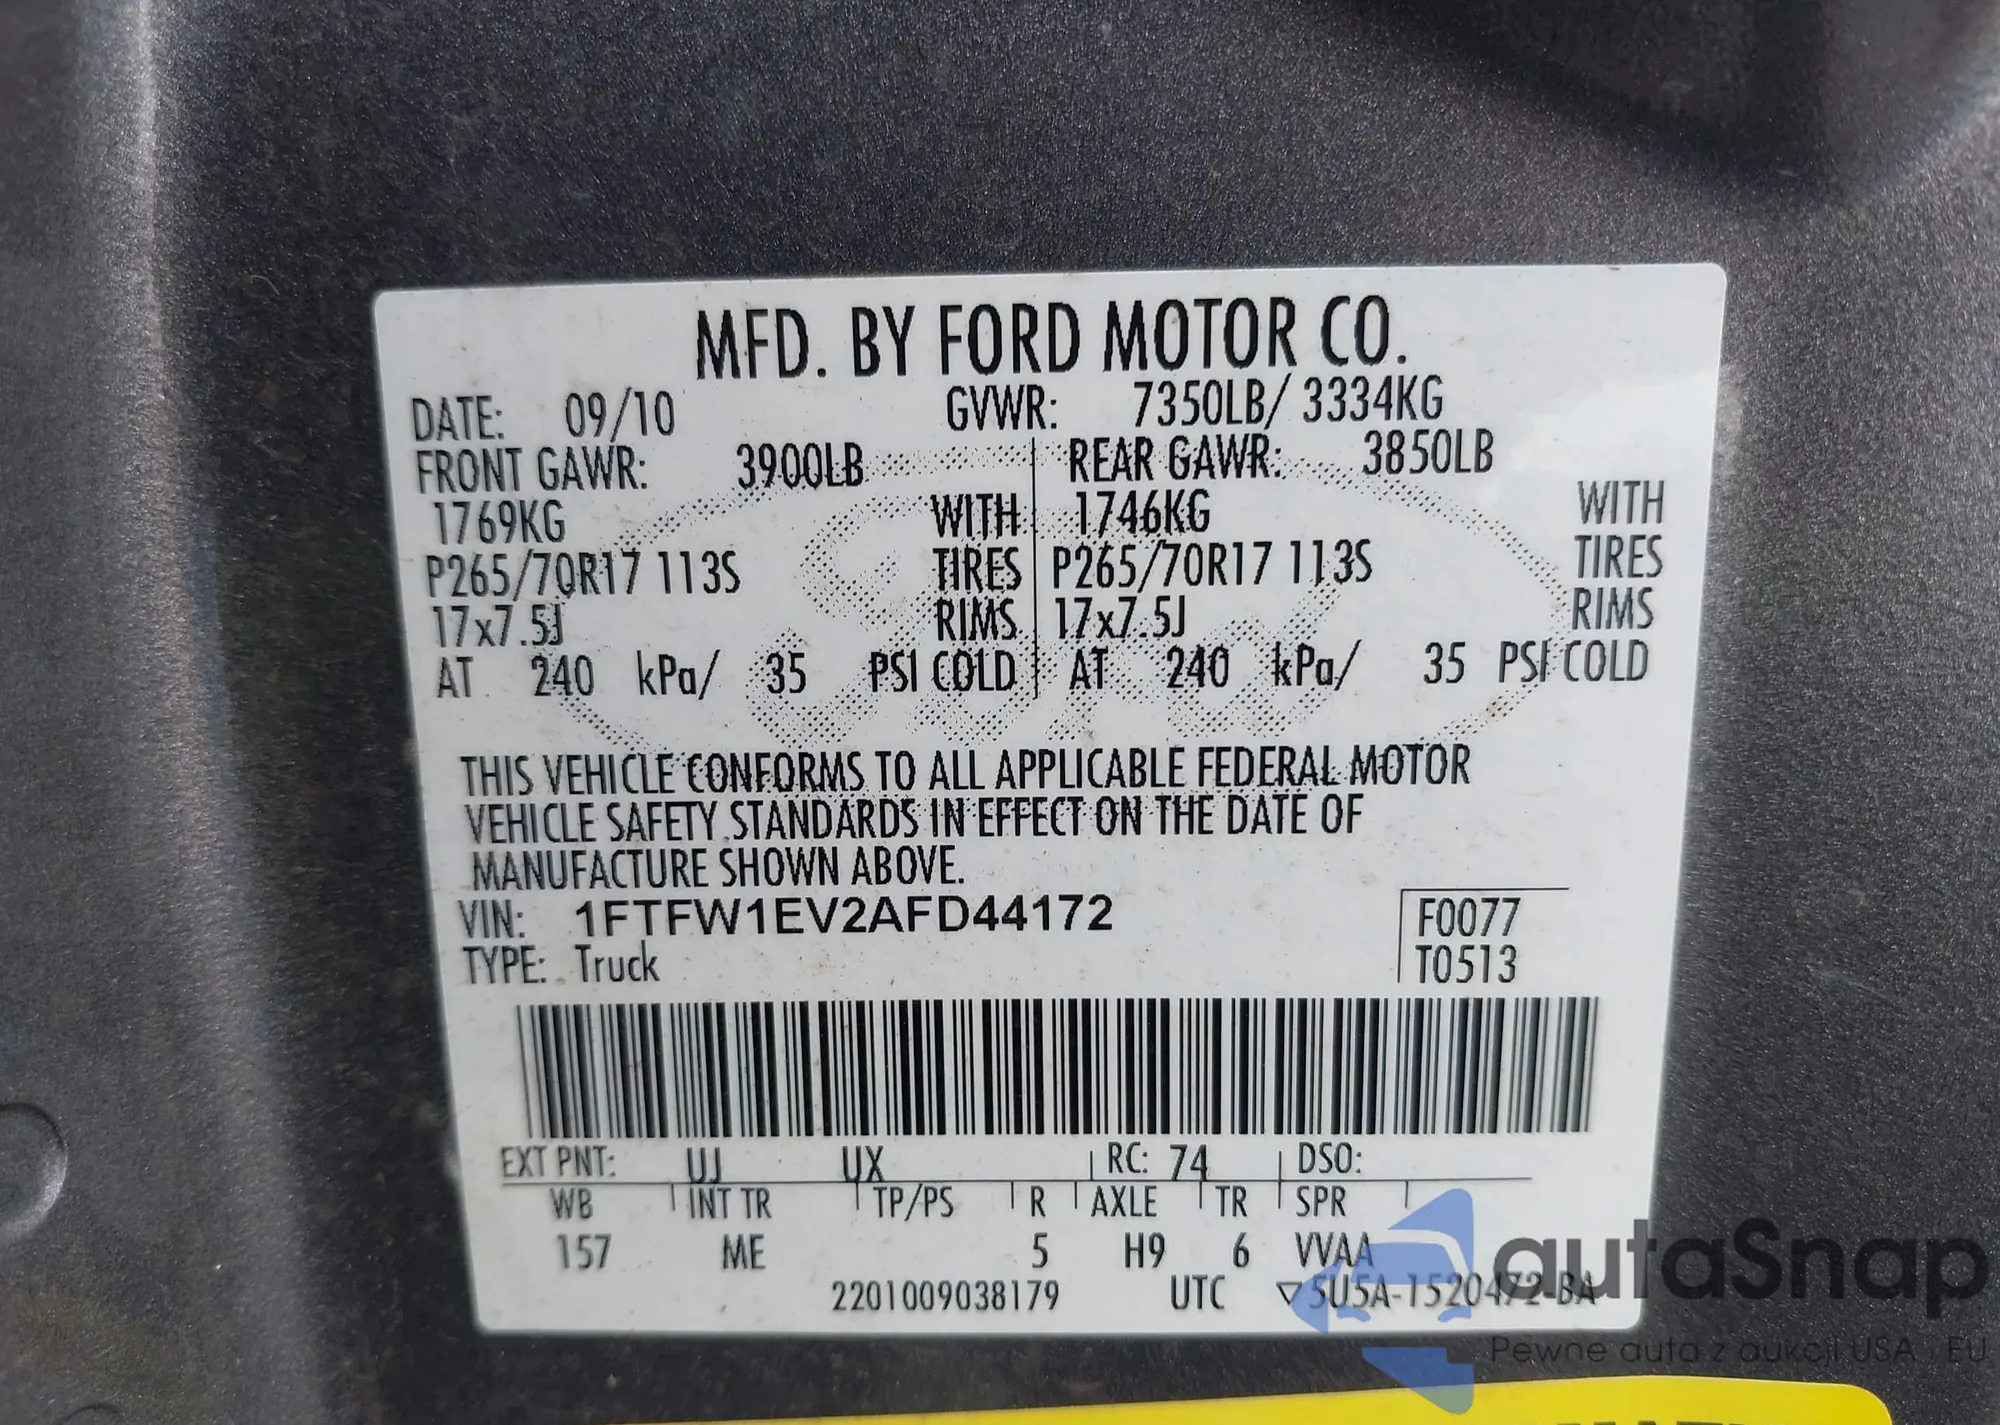 MFD. BY FORD MOTOR CO.
DATE: 09/10 GVWR: 7350LB/ 3334KG
FRONT GAWR: 3900LB REAR GAWR: 3850LB
1769KG WITH 1746KG WITH
P265/70R17 113S TIRES P265/70R17 113S TIRES
17x7.5J RIMS 17x7.5J RIMS
AT 240 kPa/ 35 PSI COLD AT 240 kPa/ 35 PSI COLD
THIS VEHICLE CONFORMS TO ALL APPLICABLE FEDERAL MOTOR
VEHICLE SAFETY STANDARDS IN EFFECT ON THE DATE OF
MANUFACTURE SHOWN ABOVE.
VIN: 1FTFW1EV2AFD44172 F0077
TYPE: Truck T0513
EXT PNT: UJ UX RC: 74 DSO:
WB INT TR TP/PS R AXLE TR SPR
157 ME 5 H9 6 VVAA
2201009038179 UTC ▽5U5A-1520472-BA
autaSnap
Pewne auta z aukcji USA i EU